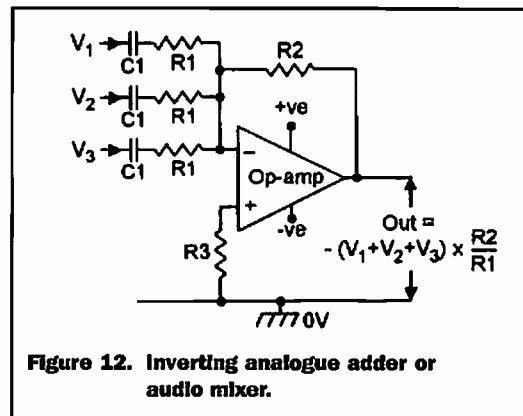 V1
C1
R1
V2
C1
R1
V3
C1
R1
R2
+ve
−
Op-amp
+
-ve
R3
Out =
- (V1+V2+V3) x R2/R1
0V
Figure 12. Inverting analogue adder or
audio mixer.